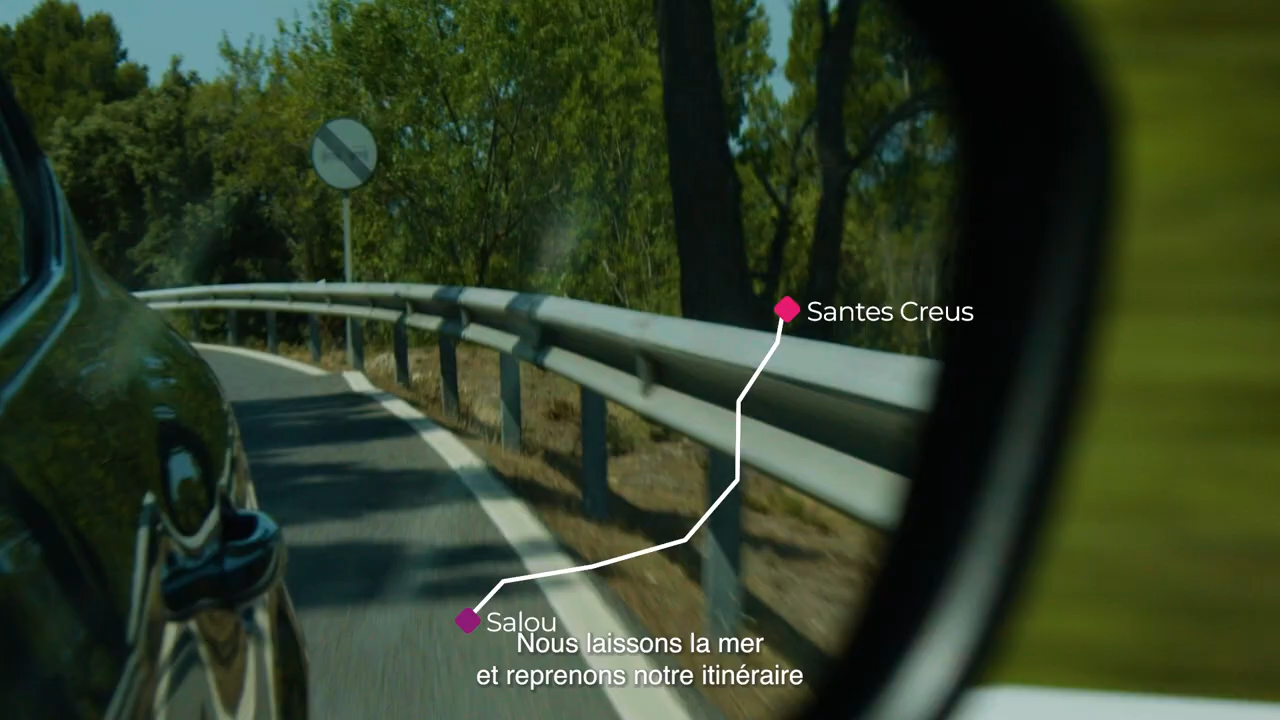 Santes Creus
Salou
Nous laissons la mer
et reprenons notre itinéraire